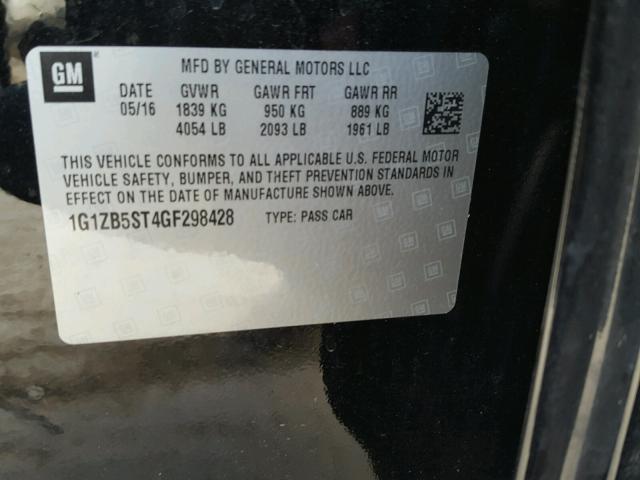 GM
MFD BY GENERAL MOTORS LLC
DATE GVWR GAWR FRT GAWR RR
05/16 1839 KG 950 KG 889 KG
4054 LB 2093 LB 1961 LB
THIS VEHICLE CONFORMS TO ALL APPLICABLE U.S. FEDERAL MOTOR
VEHICLE SAFETY, BUMPER, AND THEFT PREVENTION STANDARDS IN
EFFECT ON THE DATE OF MANUFACTURE SHOWN ABOVE.
1G1ZB5ST4GF298428 TYPE: PASS CAR